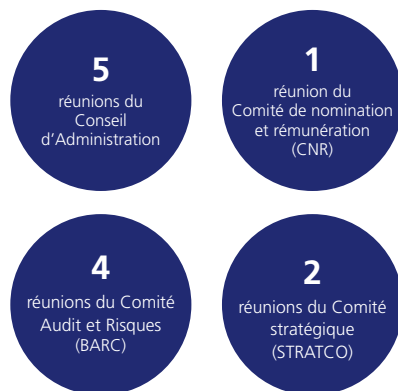 5
réunions du
Conseil
d'Administration
1
réunion du
Comité de nomination
et rémunération
(CNR)
4
réunions du Comité
Audit et Risques
(BARC)
2
réunions du Comité
stratégique
(STRATCO)